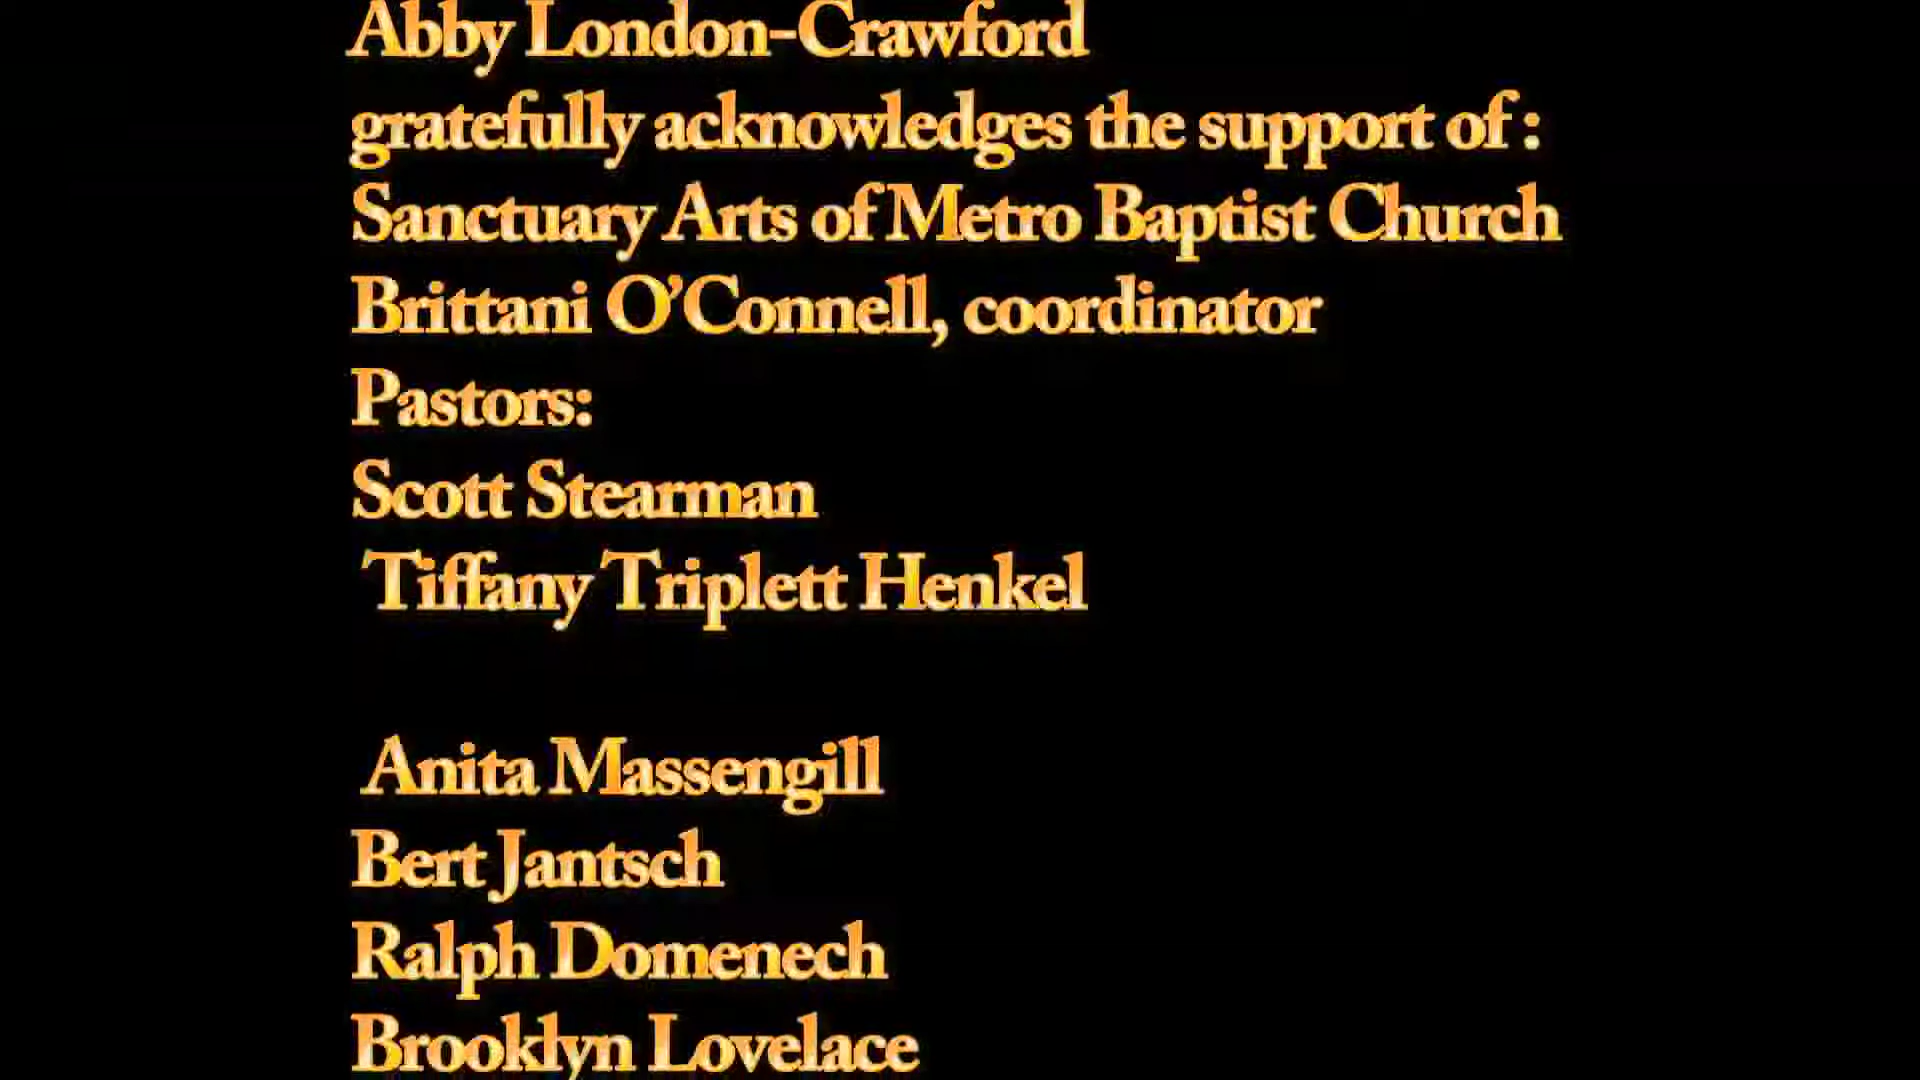 Abby London-Crawford
gratefully acknowledges the support of :
Sanctuary Arts of Metro Baptist Church
Brittani O’Connell, coordinator
Pastors:
Scott Stearman
Tiffany Triplett Henkel
Anita Massengill
Bert Jantsch
Ralph Domenech
Brooklyn Lovelace